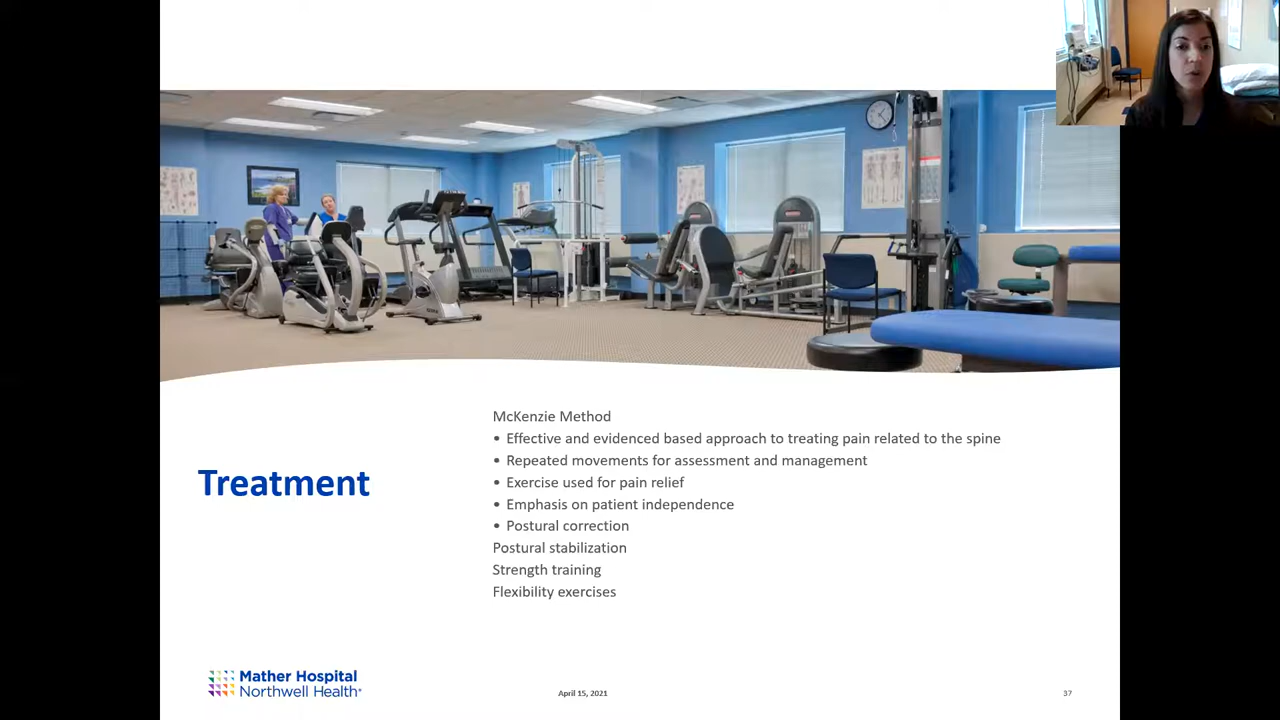 McKenzie Method
• Effective and evidenced based approach to treating pain related to the spine
• Repeated movements for assessment and management
• Exercise used for pain relief
• Emphasis on patient independence
• Postural correction
Postural stabilization
Strength training
Flexibility exercises
Treatment
Mather Hospital
Northwell Health®
April 15, 2021
37